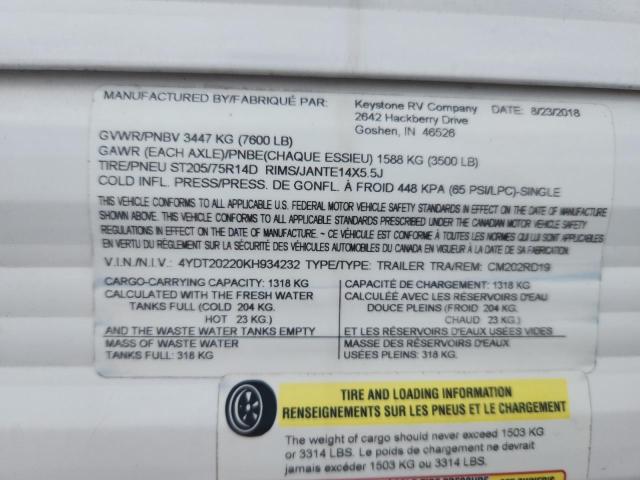 MANUFACTURED BY/FABRIQUÉ PAR: Keystone RV Company DATE: 8/23/2018
2642 Hackberry Drive
Goshen, IN 46526
GVWR/PNBV 3447 KG (7600 LB)
GAWR (EACH AXLE)/PNBE(CHAQUE ESSIEU) 1588 KG (3500 LB)
TIRE/PNEU ST205/75R14D RIMS/JANTE14X5.5J
COLD INFL. PRESS/PRESS. DE GONFL. À FROID 448 KPA (65 PSI/LPC)-SINGLE
THIS VEHICLE CONFORMS TO ALL APPLICABLE U.S. FEDERAL MOTOR VEHICLE SAFETY STANDARDS IN EFFECT ON THE DATE OF MANUFACTURE
SHOWN ABOVE. / THIS VEHICLE CONFORMS TO ALL APPLICABLE STANDARDS PRESCRIBED UNDER THE CANADIAN MOTOR VEHICLE SAFETY
REGULATIONS IN EFFECT ON THE DATE OF MANUFACTURE. ~ CE VÉHICULE EST CONFORME À TOUTES LES NORMES QUI LUI SONT APPLICABLES
EN VERTU DU RÈGLEMENT SUR LA SÉCURITÉ DES VÉHICULES AUTOMOBILES DU CANADA EN VIGUEUR À LA DATE DE SA FABRICATION
V.I.N./N.I.V.: 4YDT20220KH934232 TYPE/TYPE: TRAILER TRA/REM: CM202RD19
CARGO-CARRYING CAPACITY: 1318 KG
CALCULATED WITH THE FRESH WATER
TANKS FULL (COLD 204 KG.
HOT 23 KG.)
AND THE WASTE WATER TANKS EMPTY
MASS OF WASTE WATER
TANKS FULL: 318 KG
CAPACITÉ DE CHARGEMENT: 1318 KG
CALCULÉE AVEC LES RÉSERVOIRS D'EAU
DOUCE PLEINS (FROID 204 KG.
CHAUD 23 KG.)
ET LES RÉSERVOIRS D'EAUX USÉES VIDES
MASSE DES RÉSERVOIRS D'EAUX
USÉES PLEINS: 318 KG.
TIRE AND LOADING INFORMATION
RENSEIGNEMENTS SUR LES PNEUS ET LE CHARGEMENT
The weight of cargo should never exceed 1503 KG
or 3314 LBS. Le poids de chargement ne devrait
jamais excéder 1503 KG ou 3314 LBS.